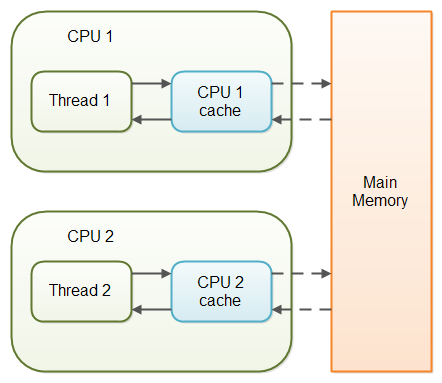 CPU 1
Thread 1
CPU 1
cache
Main
Memory
CPU 2
Thread 2
CPU 2
cache